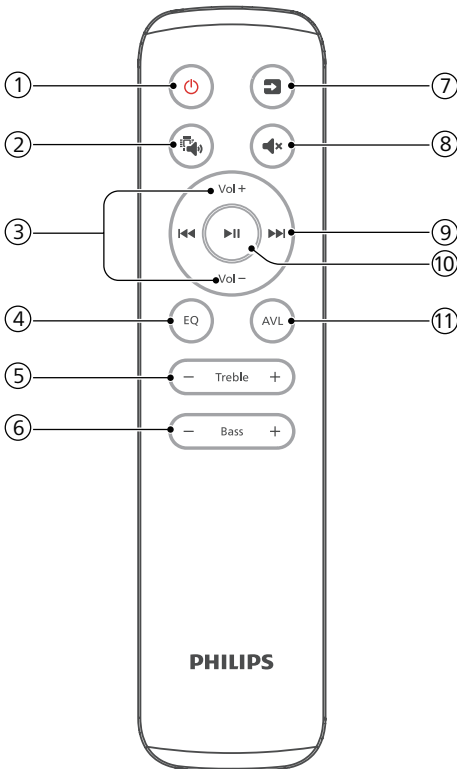 ① ⑦
② ⑧
Vol +
③ ⑨
⑩
Vol −
④ EQ AVL ⑪
⑤ − Treble +
⑥ − Bass +
PHILIPS